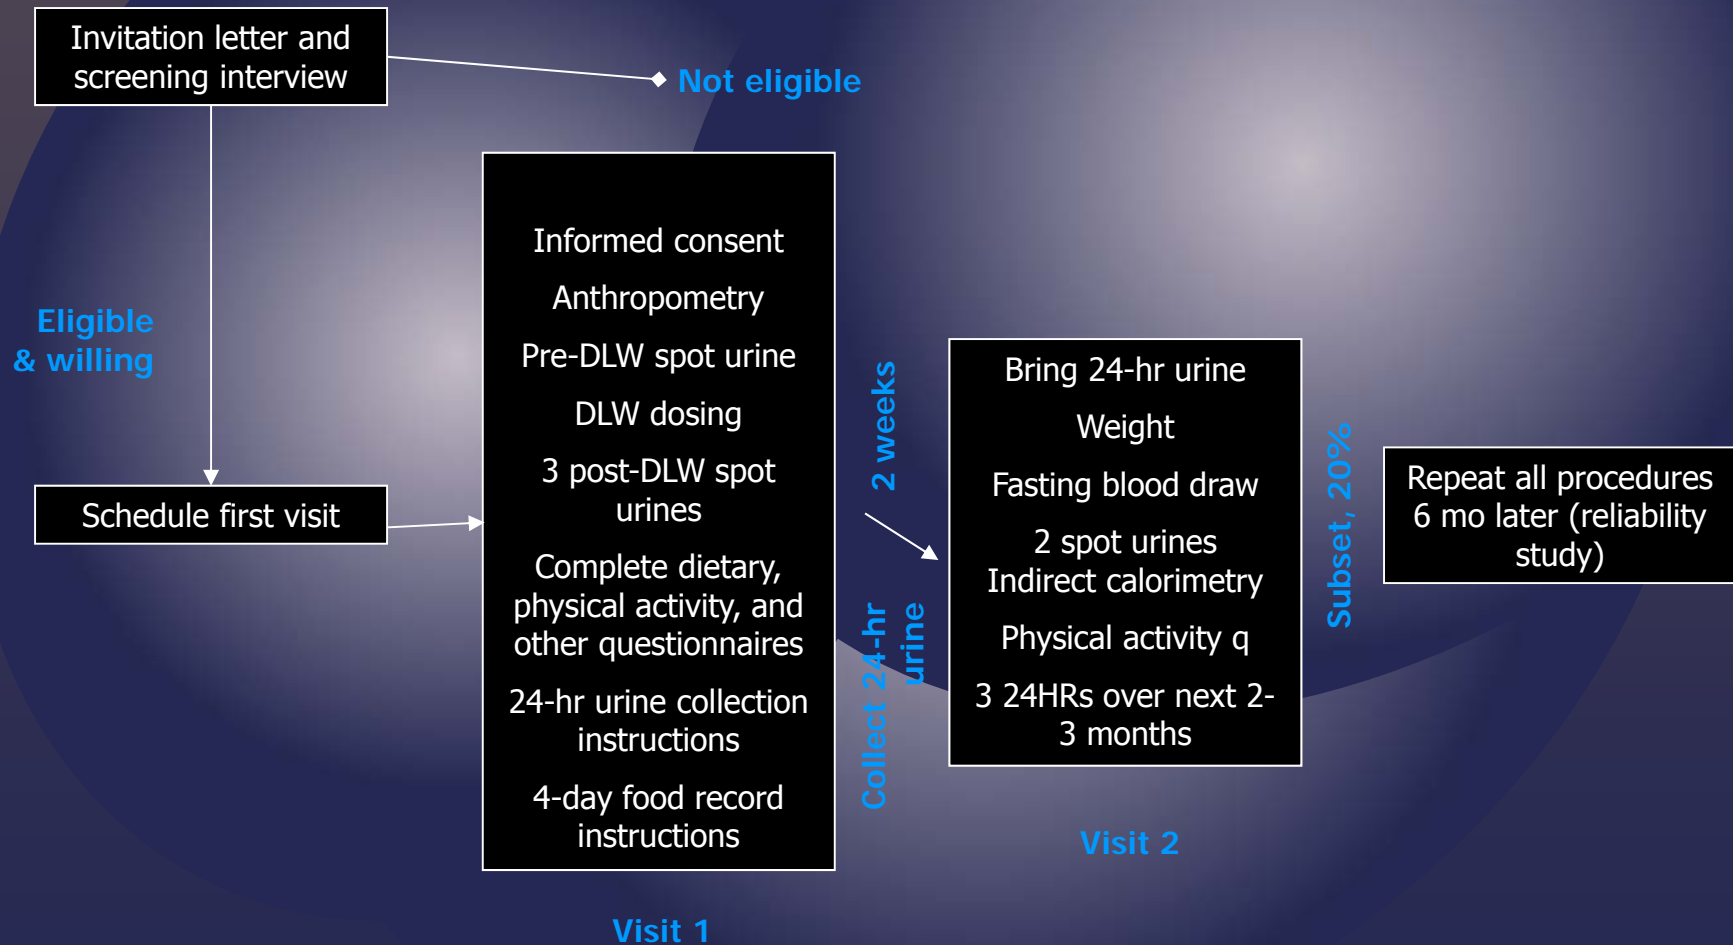 Invitation letter and
screening interview
Not eligible
Eligible
& willing
Schedule first visit
Informed consent
Anthropometry
Pre-DLW spot urine
DLW dosing
3 post-DLW spot
urines
Complete dietary,
physical activity, and
other questionnaires
24-hr urine collection
instructions
4-day food record
instructions
Visit 1
2 weeks
Collect 24-hr
urine
Bring 24-hr urine
Weight
Fasting blood draw
2 spot urines
Indirect calorimetry
Physical activity q
3 24HRs over next 2-
3 months
Visit 2
Subset, 20%
Repeat all procedures
6 mo later (reliability
study)